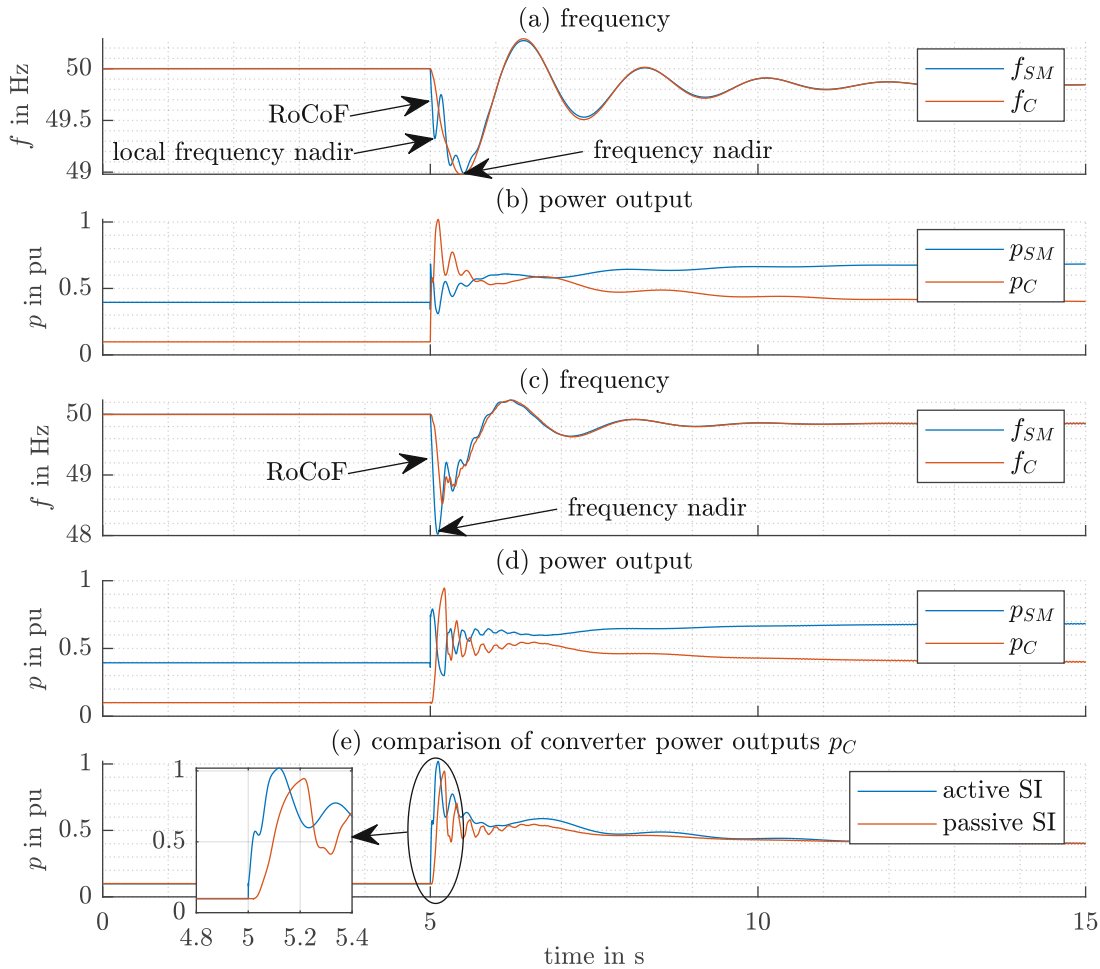 (a) frequency
50
49.5
49
f in Hz
RoCoF
local frequency nadir
frequency nadir
f_SM
f_C
(b) power output
1
0.5
0
p in pu
p_SM
p_C
(c) frequency
50
49
48
f in Hz
RoCoF
frequency nadir
f_SM
f_C
(d) power output
1
0.5
0
p in pu
p_SM
p_C
(e) comparison of converter power outputs p_C
1
0.5
0
p in pu
1
0.5
0
4.8 5 5.2 5.4
active SI
passive SI
0 5 10 15
time in s